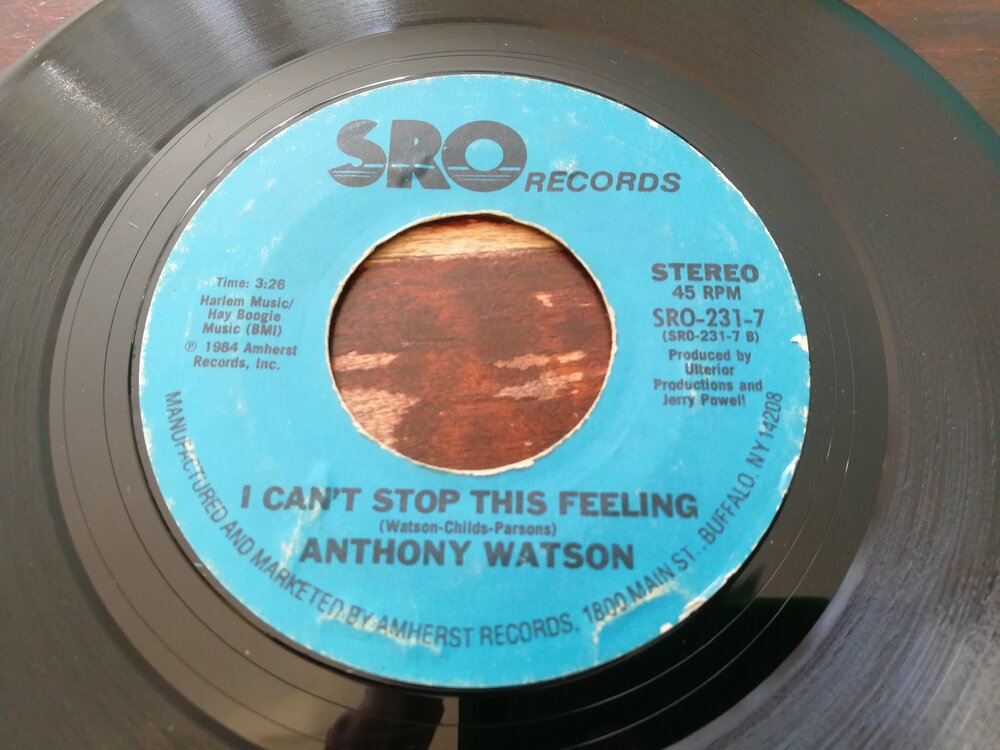 SRO RECORDS
Time: 3:26
Harlem Music/
Hay Boogie
Music (BMI)
℗ 1984 Amherst
Records, Inc.
STEREO
45 RPM
SRO-231-7
(SRO-231-7 B)
Produced by
Ulterior
Productions and
Jerry Powell
I CAN'T STOP THIS FEELING
(Watson-Childs-Parsons)
ANTHONY WATSON
MANUFACTURED AND MARKETED BY AMHERST RECORDS, 1800 MAIN ST., BUFFALO, NY 14208